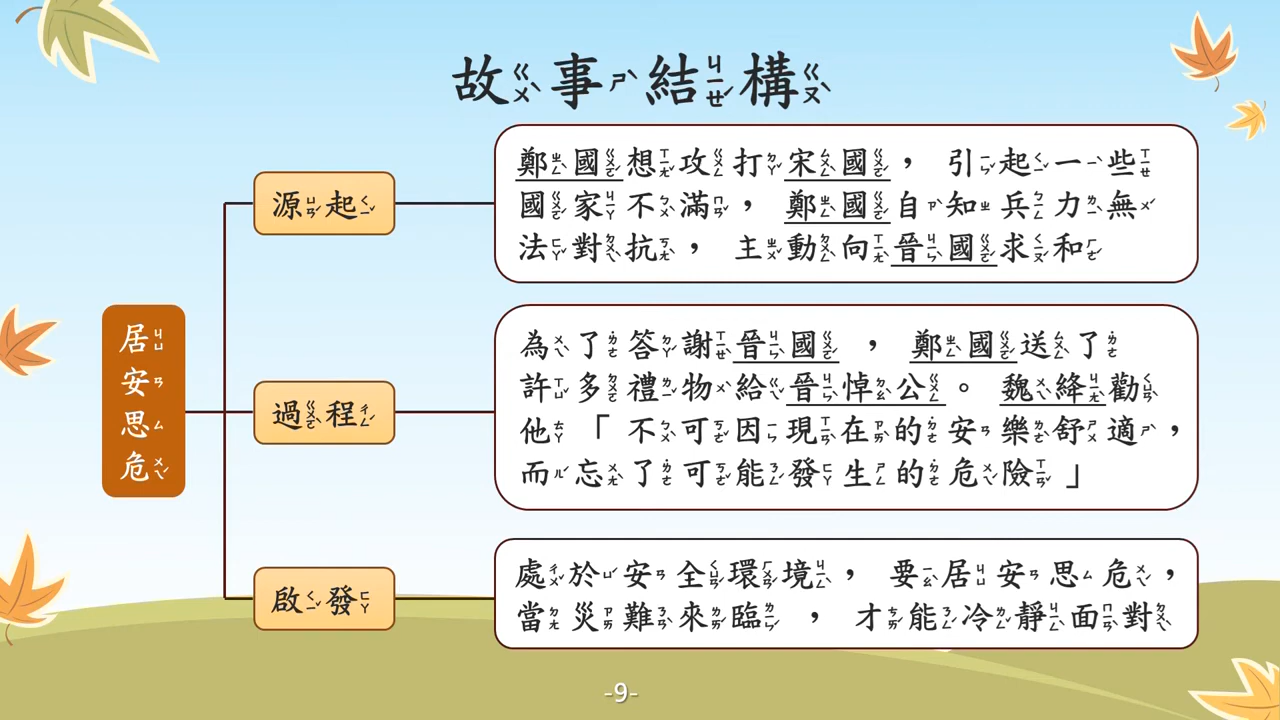 故事結構
居安思危
源起
鄭國想攻打宋國，引起一些
國家不滿，鄭國自知兵力無
法對抗，主動向晉國求和
過程
為了答謝晉國，鄭國送了
許多禮物給晉悼公。魏絳勸
他「不可因現在的安樂舒適，
而忘了可能發生的危險」
啟發
處於安全環境，要居安思危，
當災難來臨，才能冷靜面對
-9-